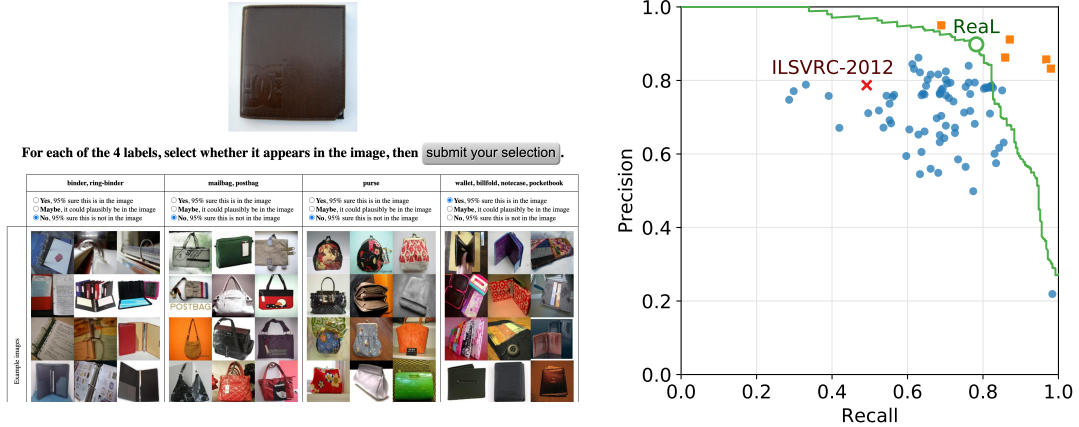 For each of the 4 labels, select whether it appears in the image, then submit your selection.
binder, ring-binder
Yes, 95% sure this is in the image
Maybe, it could plausibly be in the image
No, 95% sure this is not in the image
mailbag, postbag
Yes, 95% sure this is in the image
Maybe, it could plausibly be in the image
No, 95% sure this is not in the image
purse
Yes, 95% sure this is in the image
Maybe, it could plausibly be in the image
No, 95% sure this is not in the image
wallet, billfold, notecase, pocketbook
Yes, 95% sure this is in the image
Maybe, it could plausibly be in the image
No, 95% sure this is not in the image
Example images
POSTBAG
Precision
1.0
0.8
0.6
0.4
0.2
0.0
ReaL
ILSVRC-2012
0.0 0.2 0.4 0.6 0.8 1.0
Recall